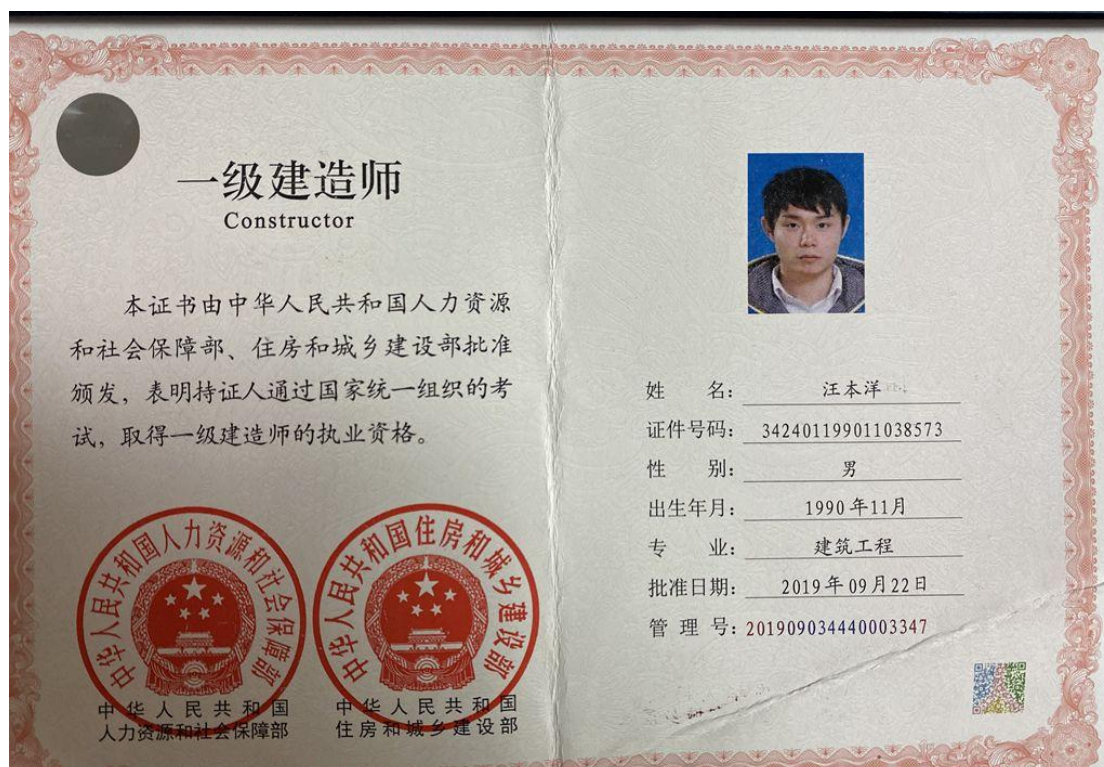 一级建造师
Constructor
本证书由中华人民共和国人力资源
和社会保障部、住房和城乡建设部批准
颁发，表明持证人通过国家统一组织的考
试，取得一级建造师的执业资格。
中华人民共和国人力资源和社会保障部
中华人民共和国住房和城乡建设部
中华人民共和国
人力资源和社会保障部
中华人民共和国
住房和城乡建设部
姓 名：汪本洋
证件号码：342401199011038573
性 别：男
出生年月：1990年11月
专 业：建筑工程
批准日期：2019年09月22日
管 理 号：201909034440003347